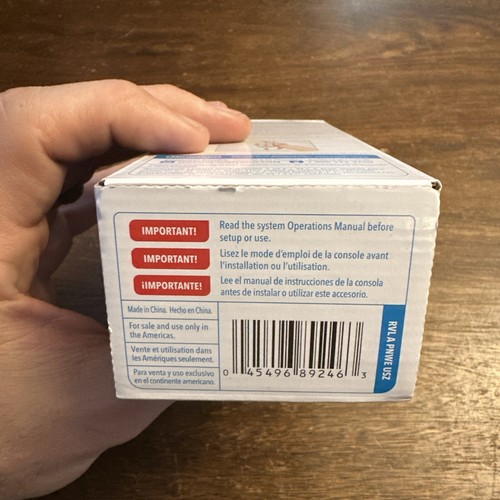 IMPORTANT!
Read the system Operations Manual before
setup or use.
IMPORTANT!
Lisez le mode d'emploi de la console avant
l'installation ou l'utilisation.
¡IMPORTANTE!
Lee el manual de instrucciones de la consola
antes de instalar o utilizar este accesorio.
Made in China. Hecho en China.
For sale and use only in
the Americas.
Vente et utilisation dans
les Amériques seulement.
Para venta y uso exclusivo
en el continente americano.
0 45496 89246 3
RVL A PNWE USZ